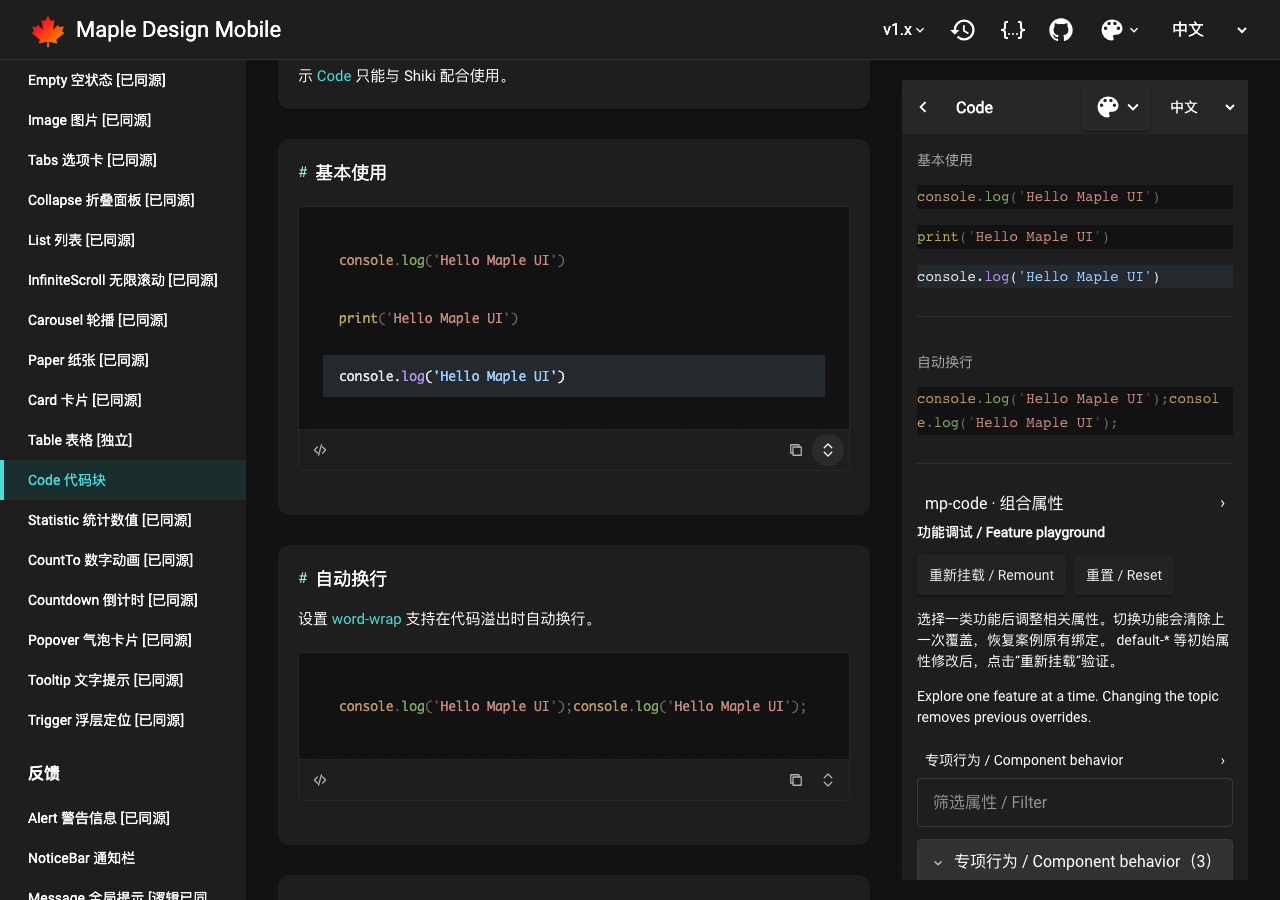 Maple Design Mobile
v1.x
{...}
中文
Empty 空状态 [已同源]
Image 图片 [已同源]
Tabs 选项卡 [已同源]
Collapse 折叠面板 [已同源]
List 列表 [已同源]
InfiniteScroll 无限滚动 [已同源]
Carousel 轮播 [已同源]
Paper 纸张 [已同源]
Card 卡片 [已同源]
Table 表格 [独立]
Code 代码块
Statistic 统计数值 [已同源]
CountTo 数字动画 [已同源]
Countdown 倒计时 [已同源]
Popover 气泡卡片 [已同源]
Tooltip 文字提示 [已同源]
Trigger 浮层定位 [已同源]
反馈
Alert 警告信息 [已同源]
NoticeBar 通知栏
Message 全局提示 [逻辑已同
示 Code 只能与 Shiki 配合使用。
# 基本使用
console.log('Hello Maple UI')
print('Hello Maple UI')
console.log('Hello Maple UI')
# 自动换行
设置 word-wrap 支持在代码溢出时自动换行。
console.log('Hello Maple UI');console.log('Hello Maple UI');
Code
中文
基本使用
console.log('Hello Maple UI')
print('Hello Maple UI')
console.log('Hello Maple UI')
自动换行
console.log('Hello Maple UI');consol
e.log('Hello Maple UI');
mp-code · 组合属性
功能调试 / Feature playground
重新挂载 / Remount
重置 / Reset
选择一类功能后调整相关属性。切换功能会清除上
一次覆盖，恢复案例原有绑定。 default-* 等初始属
性修改后，点击“重新挂载”验证。
Explore one feature at a time. Changing the topic
removes previous overrides.
专项行为 / Component behavior
筛选属性 / Filter
专项行为 / Component behavior（3）